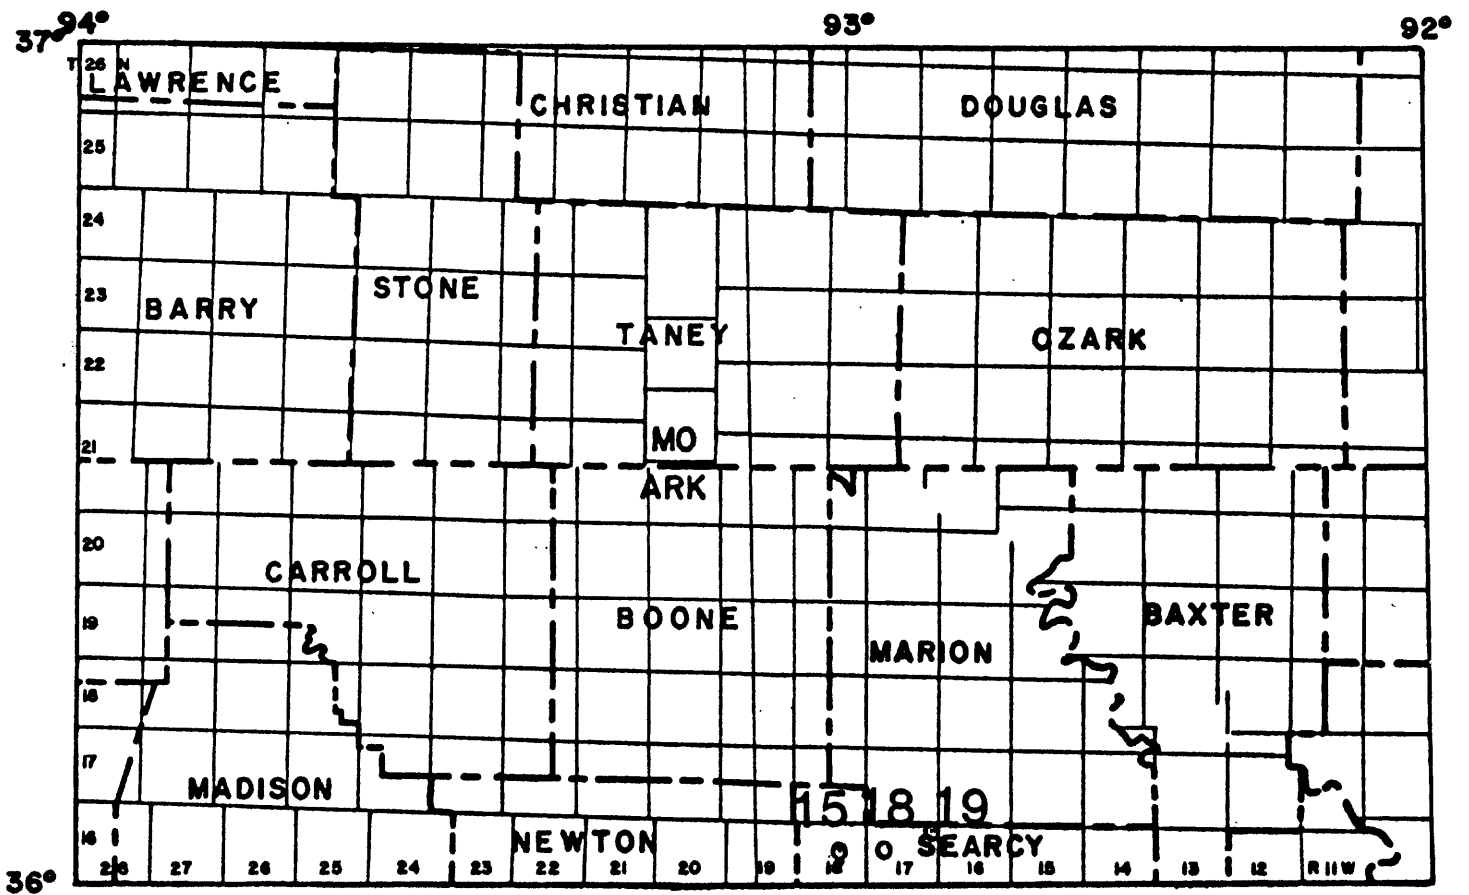 94° 93° 92°
37°
T 26 N
LAWRENCE
CHRISTIAN DOUGLAS
25
24
STONE
23
BARRY
TANEY OZARK
22
MO
21
ARK
20
CARROLL
BOONE BAXTER
19
MARION
18
17
MADISON
15 18 19
16
NEWTON SEARCY
28 27 26 25 24 23 22 21 20 19 18 17 16 15 14 13 12 R 11 W
36°